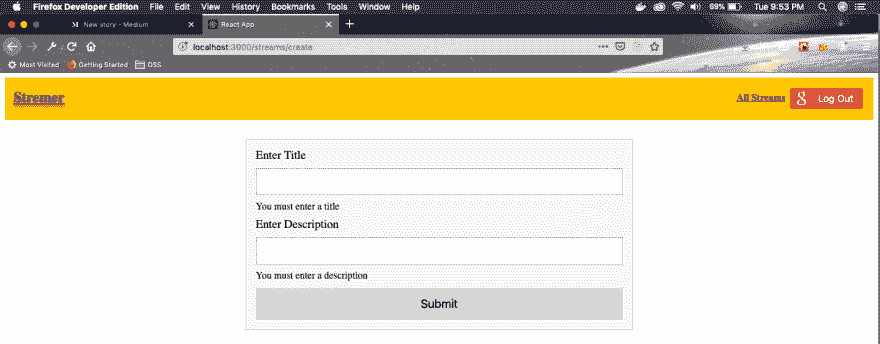 Firefox Developer Edition File Edit View History Bookmarks Tools Window Help 69% Tue 9:53 PM
M New story - Medium React App
localhost:3000/streams/create
Most Visited Getting Started OSS
Stremer All Streams Log Out
Enter Title
You must enter a title
Enter Description
You must enter a description
Submit